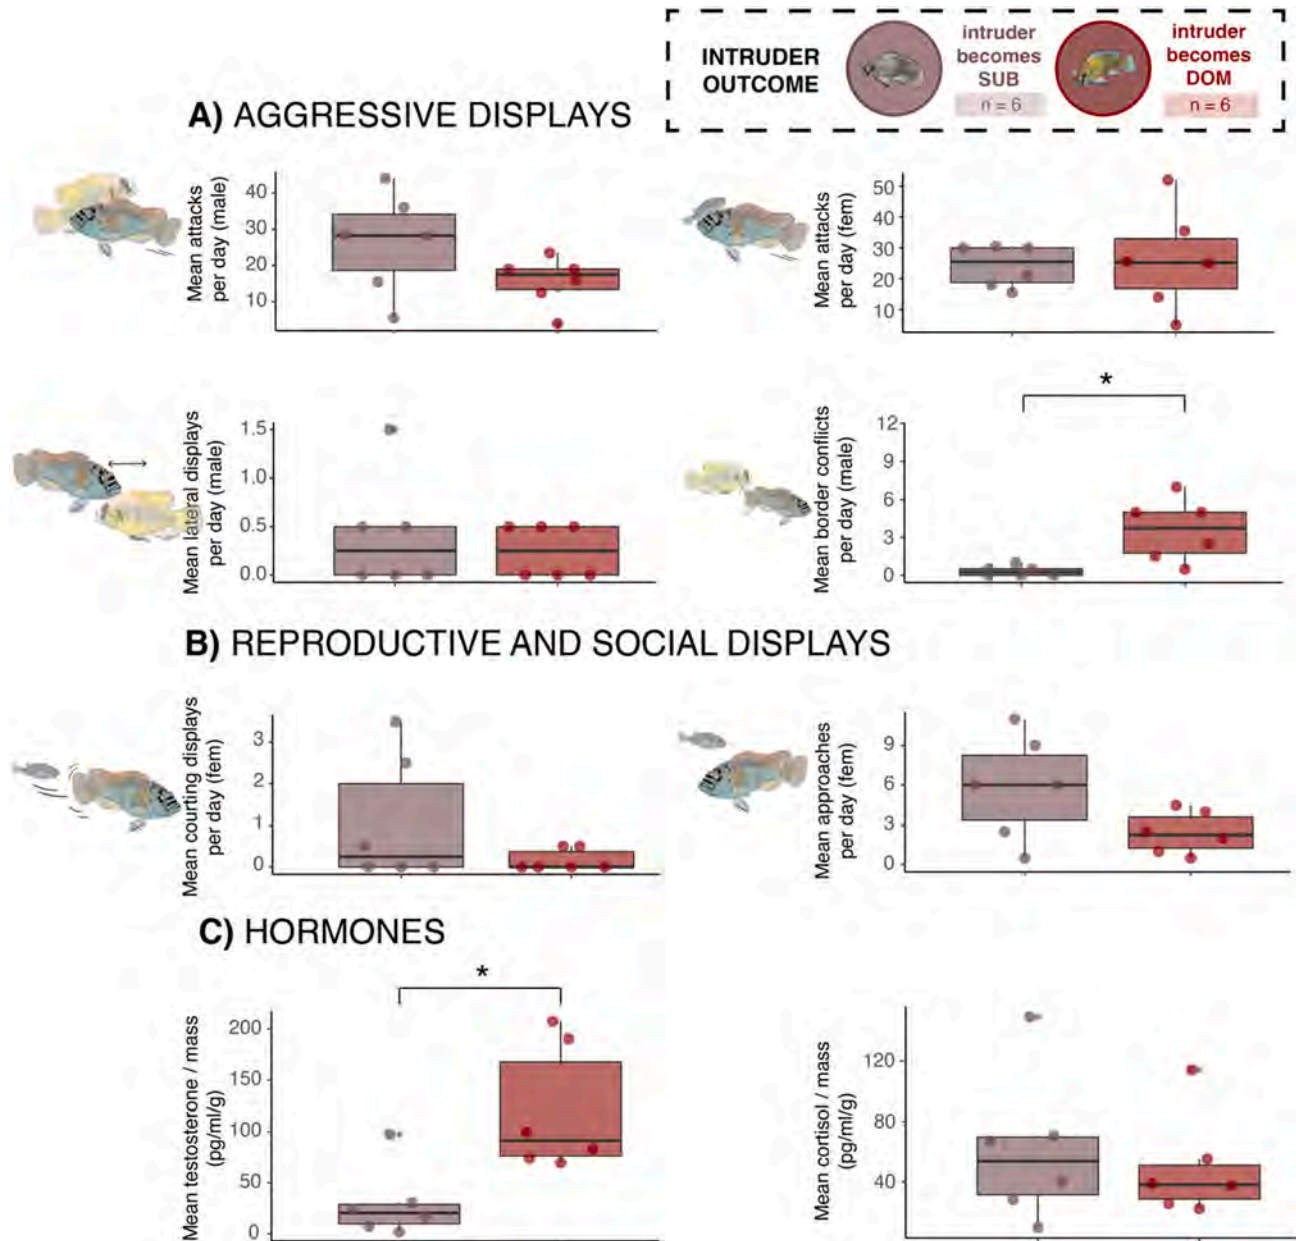 INTRUDER
OUTCOME
intruder
becomes
SUB
n = 6
intruder
becomes
DOM
n = 6
A) AGGRESSIVE DISPLAYS
Mean attacks
per day (male)
40
30
20
10
Mean attacks
per day (fem)
50
40
30
20
10
Mean lateral displays
per day (male)
1.5
1.0
0.5
0.0
*
Mean border conflicts
per day (male)
12
9
6
3
0
B) REPRODUCTIVE AND SOCIAL DISPLAYS
Mean counting displays
per day (fem)
3
2
1
0
Mean approaches
per day (fem)
9
6
3
0
C) HORMONES
*
Mean testosterone / mass
(pg/ml/g)
200
150
100
50
0
Mean cortisol / mass
(pg/ml/g)
120
80
40